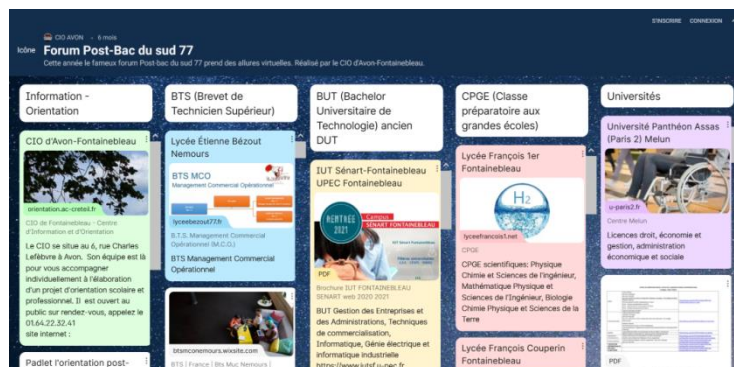 S'INSCRIRE CONNEXION
CIO AVON - 6 mois
Icône Forum Post-Bac du sud 77
Cette année le fameux forum Post-bac du sud 77 prend des allures virtuelles. Réalisé par le CIO d'Avon-Fontainebleau.
Information -
Orientation
CIO d'Avon-Fontainebleau
orientation.ac-creteil.fr
CIO de Fontainebleau - Centre
d'Information et d'Orientation
Le CIO se situe au 6, rue Charles
Lefèbvre à Avon. Son équipe est là
pour vous accompagner
individuellement à l'élaboration
d'un projet d'orientation scolaire et
professionnel. Il est ouvert au
public sur rendez-vous, appelez le
01.64.22.32.41
site internet :
Padlet l'orientation post-
BTS (Brevet de
Technicien Supérieur)
Lycée Étienne Bézout
Nemours
BTS MCO
Management Commercial Opérationnel
lyceebezout77.fr
B.T.S. Management Commercial
Opérationnel (M.C.O.)
BTS Management Commercial
Opérationnel
btsmconemours.wixsite.com
BTS | France | Bts Muc Nemours |
BUT (Bachelor
Universitaire de
Technologie) ancien
DUT
IUT Sénart-Fontainebleau
UPEC Fontainebleau
RENTRÉE
2021
Campus
SÉNART FONTAINEBLEAU
PDF
Brochure IUT FONTAINEBLEAU
SENART web 2020 2021
BUT Gestion des Entreprises et
des Administrations, Techniques
de commercialisation,
Informatique, Génie électrique et
informatique industrielle
https://www.iutsf.u-pec.fr
CPGE (Classe
préparatoire aux
grandes écoles)
Lycée François 1er
Fontainebleau
H2
lyceefrancois1.net
CPGE
CPGE scientifiques: Physique
Chimie et Sciences de l'ingénieur,
Mathématique Physique et
Sciences de l'Ingénieur, Biologie
Chimie Physique et Sciences de la
Terre
Lycée François Couperin
Fontainebleau
Universités
Université Panthéon Assas
(Paris 2) Melun
u-paris2.fr
Centre Melun
Licences droit, économie et
gestion, administration
économique et sociale
PDF